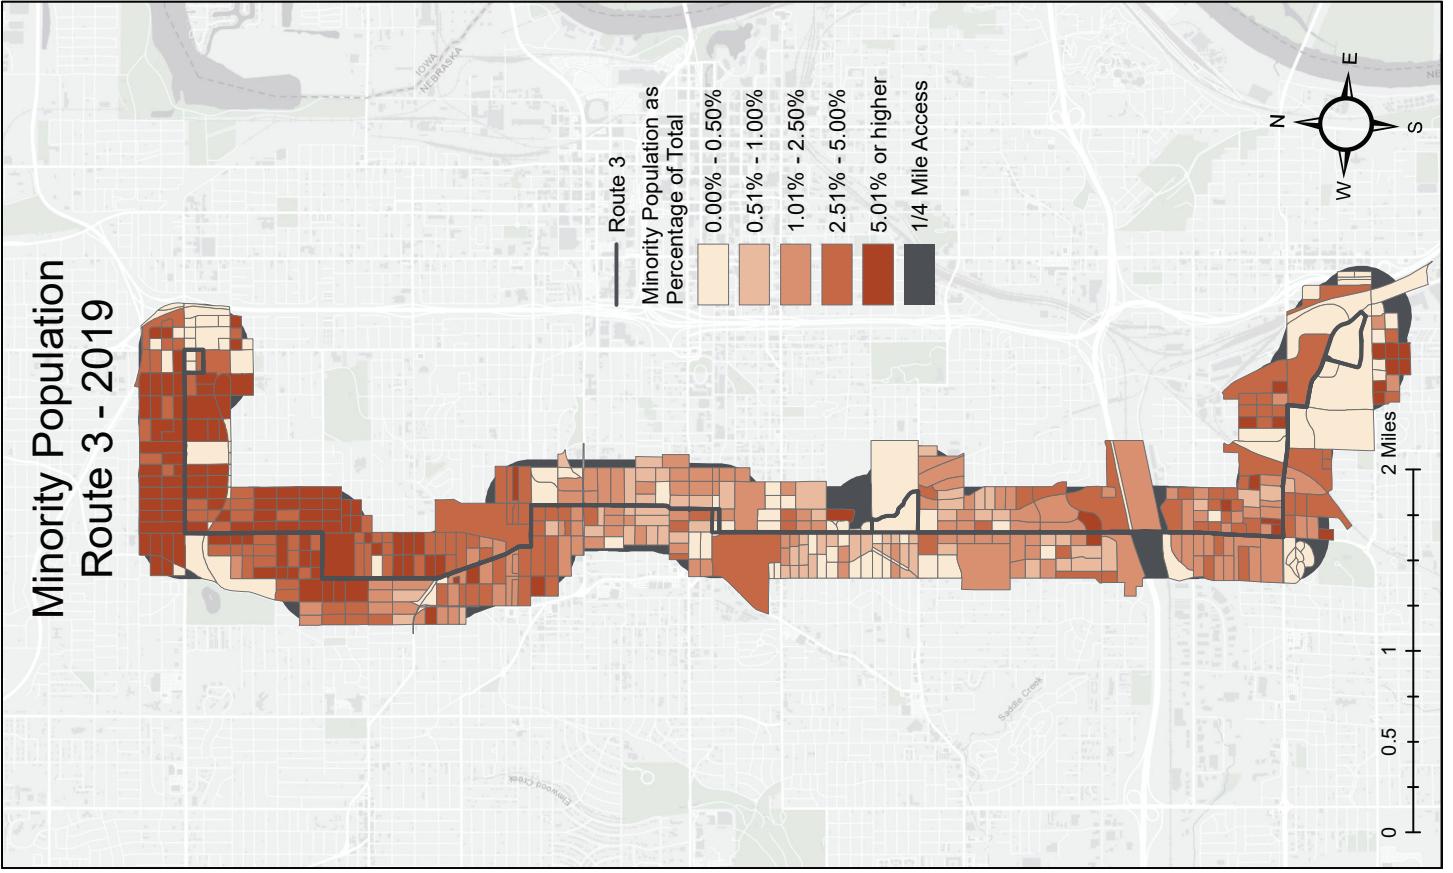 Minority Population
Route 3 - 2019
IOWA
NEBRASKA
Route 3
Minority Population as
Percentage of Total
0.00% - 0.50%
0.51% - 1.00%
1.01% - 2.50%
2.51% - 5.00%
5.01% or higher
1/4 Mile Access
N
E
S
W
Saddle Creek
Elmwood Creek
0
0.5
1
2 Miles
NE